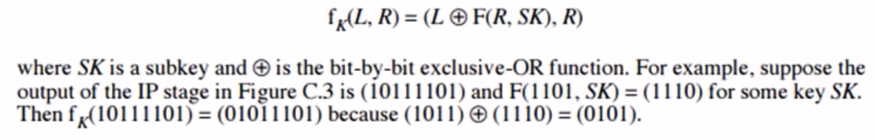 f_K(L, R) = (L ⊕ F(R, SK), R)
where SK is a subkey and ⊕ is the bit-by-bit exclusive-OR function. For example, suppose the
output of the IP stage in Figure C.3 is (10111101) and F(1101, SK) = (1110) for some key SK.
Then f_K(10111101) = (01011101) because (1011) ⊕ (1110) = (0101).